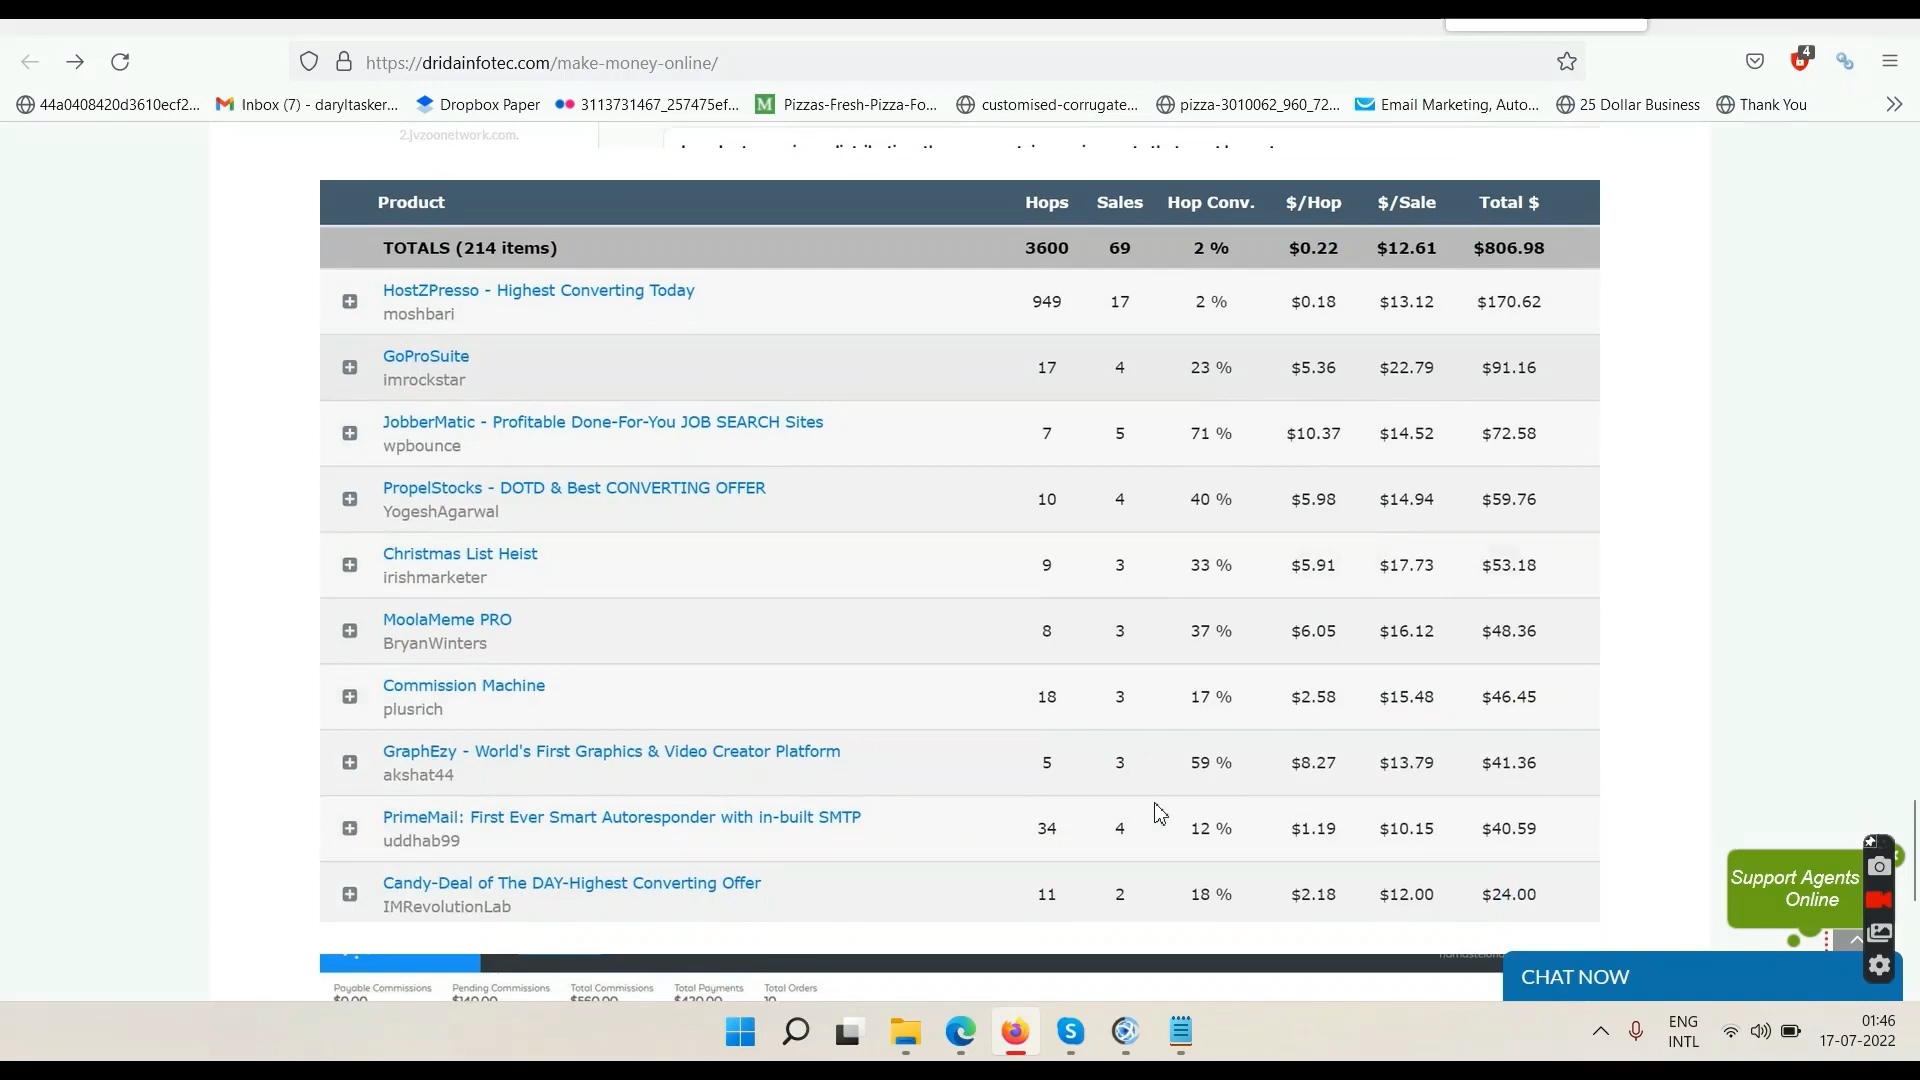 https://dridainfotec.com/make-money-online/
4
44a0408420d3610ecf2...
Inbox (7) - daryltasker...
Dropbox Paper
3113731467_257475ef...
Pizzas-Fresh-Pizza-Fo...
customised-corrugate...
pizza-3010062_960_72...
Email Marketing, Auto...
25 Dollar Business
Thank You
2.jvzoonetwork.com.
Product Hops Sales Hop Conv. $/Hop $/Sale Total $
TOTALS (214 items) 3600 69 2 % $0.22 $12.61 $806.98
HostZPresso - Highest Converting Today
moshbari
949 17 2 % $0.18 $13.12 $170.62
GoProSuite
imrockstar
17 4 23 % $5.36 $22.79 $91.16
JobberMatic - Profitable Done-For-You JOB SEARCH Sites
wpbounce
7 5 71 % $10.37 $14.52 $72.58
PropelStocks - DOTD & Best CONVERTING OFFER
YogeshAgarwal
10 4 40 % $5.98 $14.94 $59.76
Christmas List Heist
irishmarketer
9 3 33 % $5.91 $17.73 $53.18
MoolaMeme PRO
BryanWinters
8 3 37 % $6.05 $16.12 $48.36
Commission Machine
plusrich
18 3 17 % $2.58 $15.48 $46.45
GraphEzy - World's First Graphics & Video Creator Platform
akshat44
5 3 59 % $8.27 $13.79 $41.36
PrimeMail: First Ever Smart Autoresponder with in-built SMTP
uddhab99
34 4 12 % $1.19 $10.15 $40.59
Candy-Deal of The DAY-Highest Converting Offer
IMRevolutionLab
11 2 18 % $2.18 $12.00 $24.00
Support Agents
Online
Payable Commissions Pending Commissions Total Commissions Total Payments Total Orders
CHAT NOW
ENG
INTL
01:46
17-07-2022